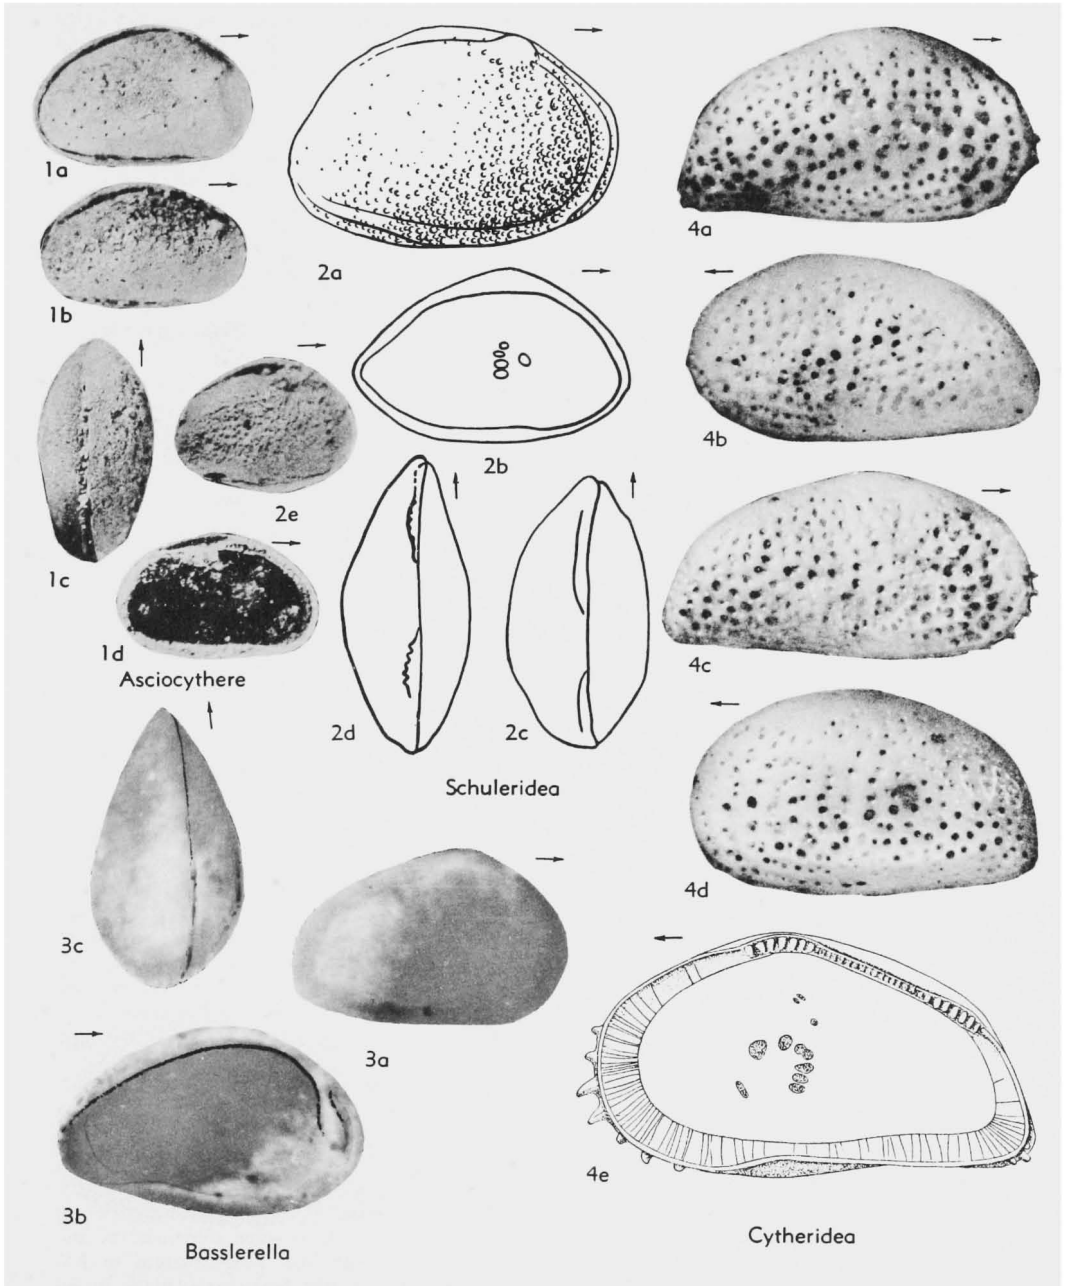 1a
1b
1c
1d
Asciocythere
2a
2b
2e
2d
2c
Schuleridea
3c
3a
3b
Basslerella
4a
4b
4c
4d
4e
Cytheridea